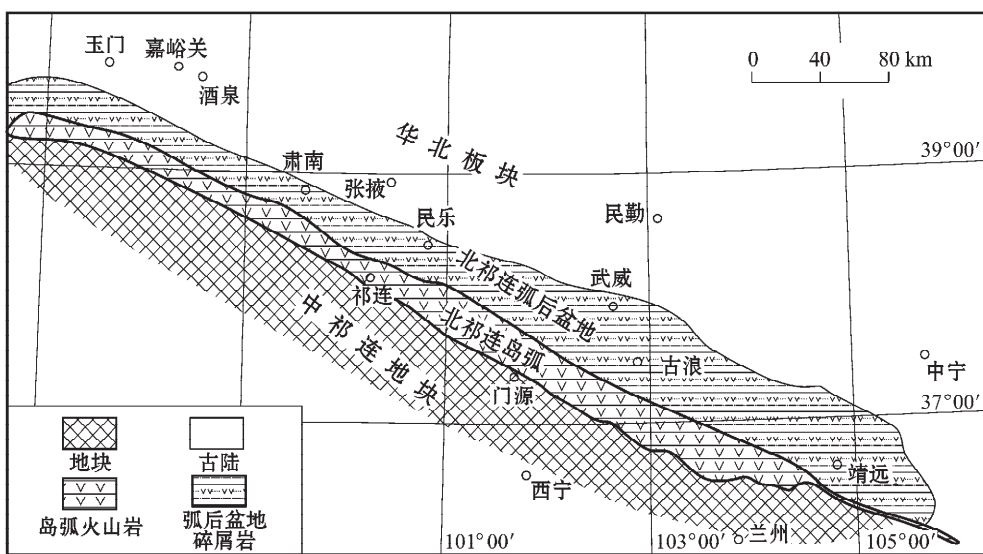 玉门
嘉峪关
酒泉
0 40 80 km
华北板块
39°00′
肃南
张掖
民乐
民勤
北祁连弧后盆地
武威
祁连
北祁连岛弧
中祁连地块
古浪
门源
中宁
37°00′
地块
古陆
岛弧火山岩
弧后盆地
碎屑岩
西宁
靖远
兰州
101°00′
103°00′
105°00′